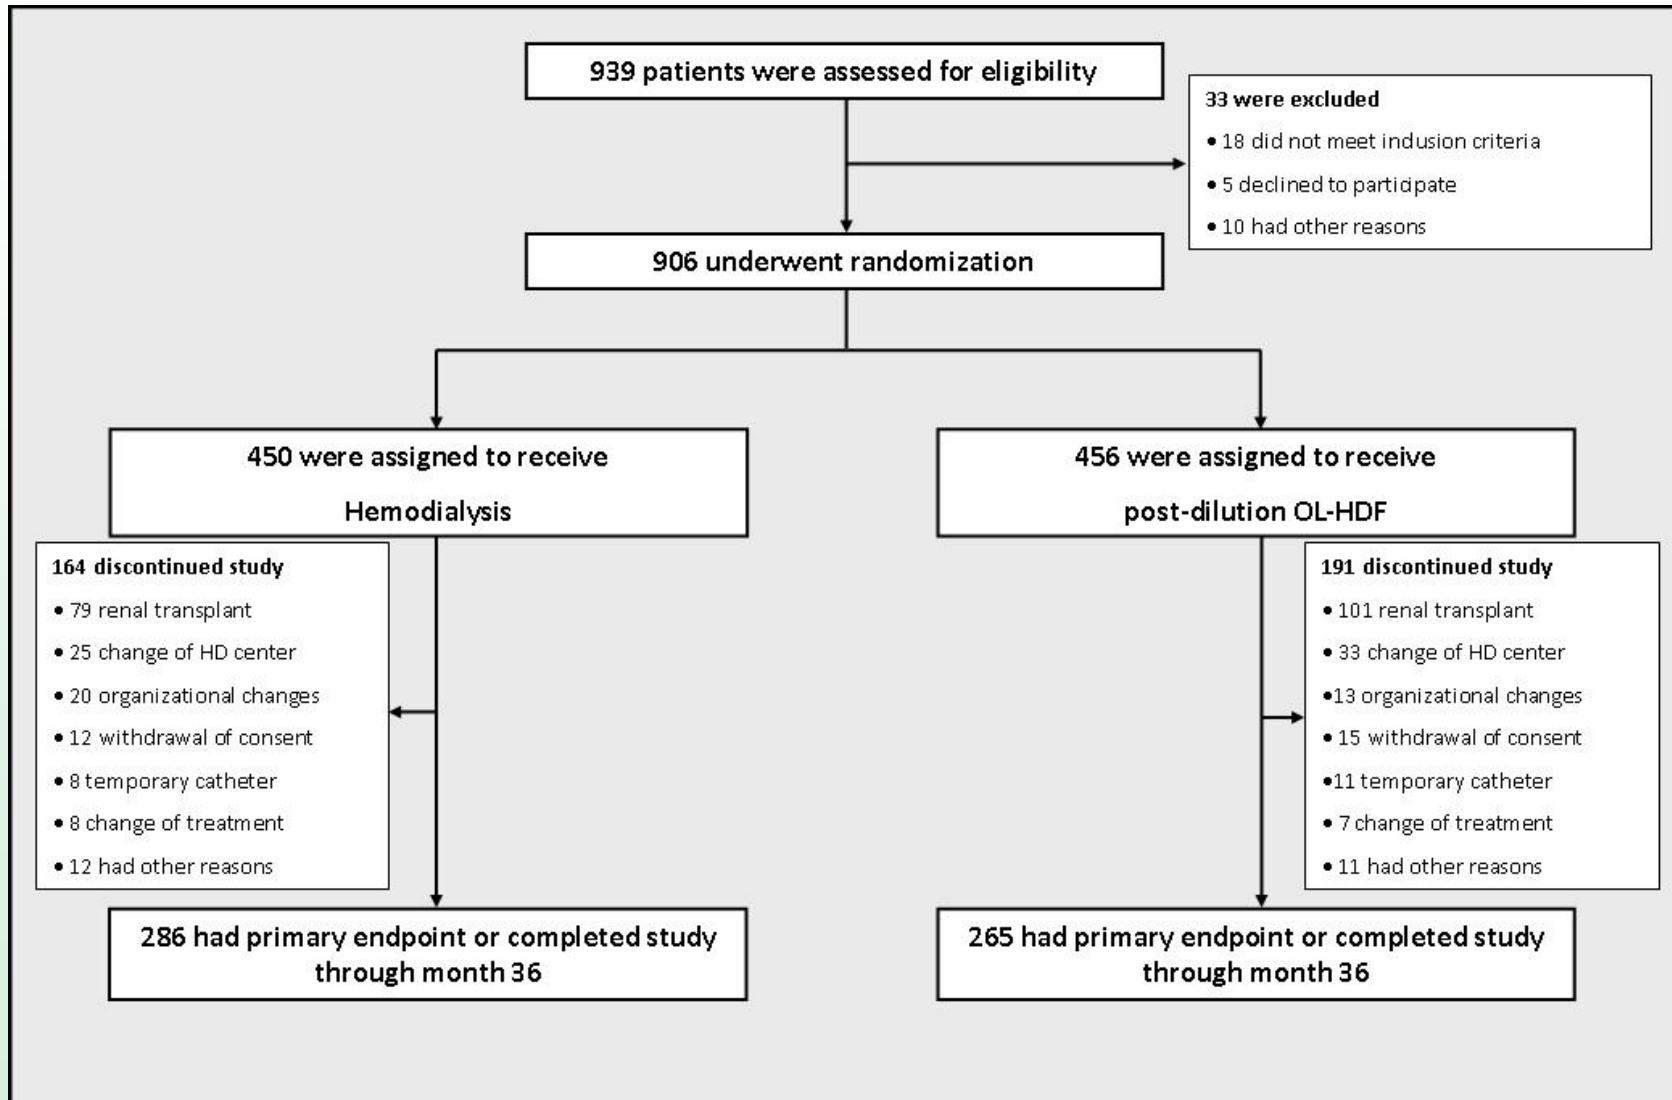 939 patients were assessed for eligibility
33 were excluded
• 18 did not meet indusion criteria
• 5 declined to participate
• 10 had other reasons
906 underwent randomization
450 were assigned to receive
Hemodialysis
456 were assigned to receive
post-dilution OL-HDF
164 discontinued study
• 79 renal transplant
• 25 change of HD center
• 20 organizational changes
• 12 withdrawal of consent
• 8 temporary catheter
• 8 change of treatment
• 12 had other reasons
191 discontinued study
• 101 renal transplant
• 33 change of HD center
•13 organizational changes
• 15 withdrawal of consent
•11 temporary catheter
• 7 change of treatment
• 11 had other reasons
286 had primary endpoint or completed study
through month 36
265 had primary endpoint or completed study
through month 36